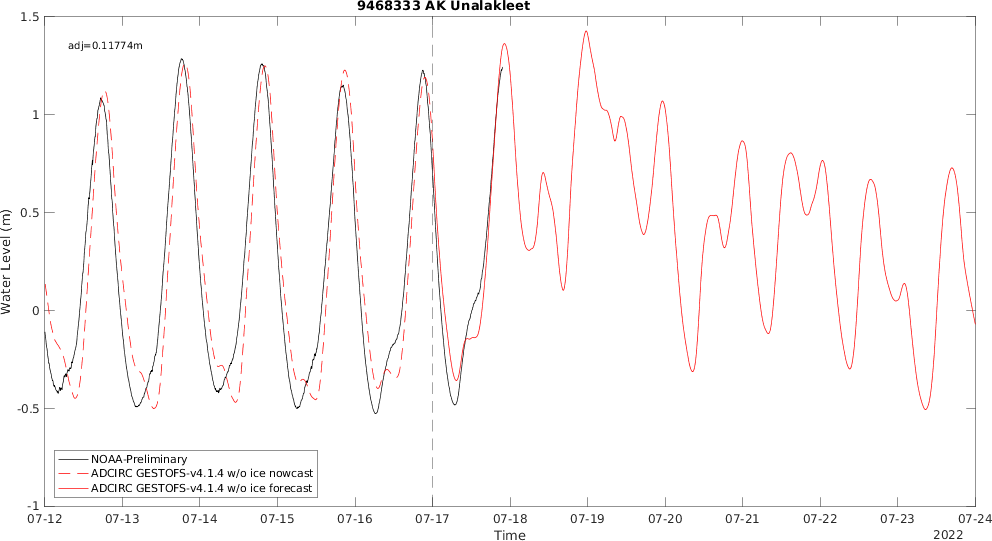 9468333 AK Unalakleet
adj=0.11774m
1.5
1
0.5
0
-0.5
-1
Water Level (m)
NOAA-Preliminary
ADCIRC GESTOFS-v4.1.4 w/o ice nowcast
ADCIRC GESTOFS-v4.1.4 w/o ice forecast
07-12 07-13 07-14 07-15 07-16 07-17 07-18 07-19 07-20 07-21 07-22 07-23 07-24
Time
2022